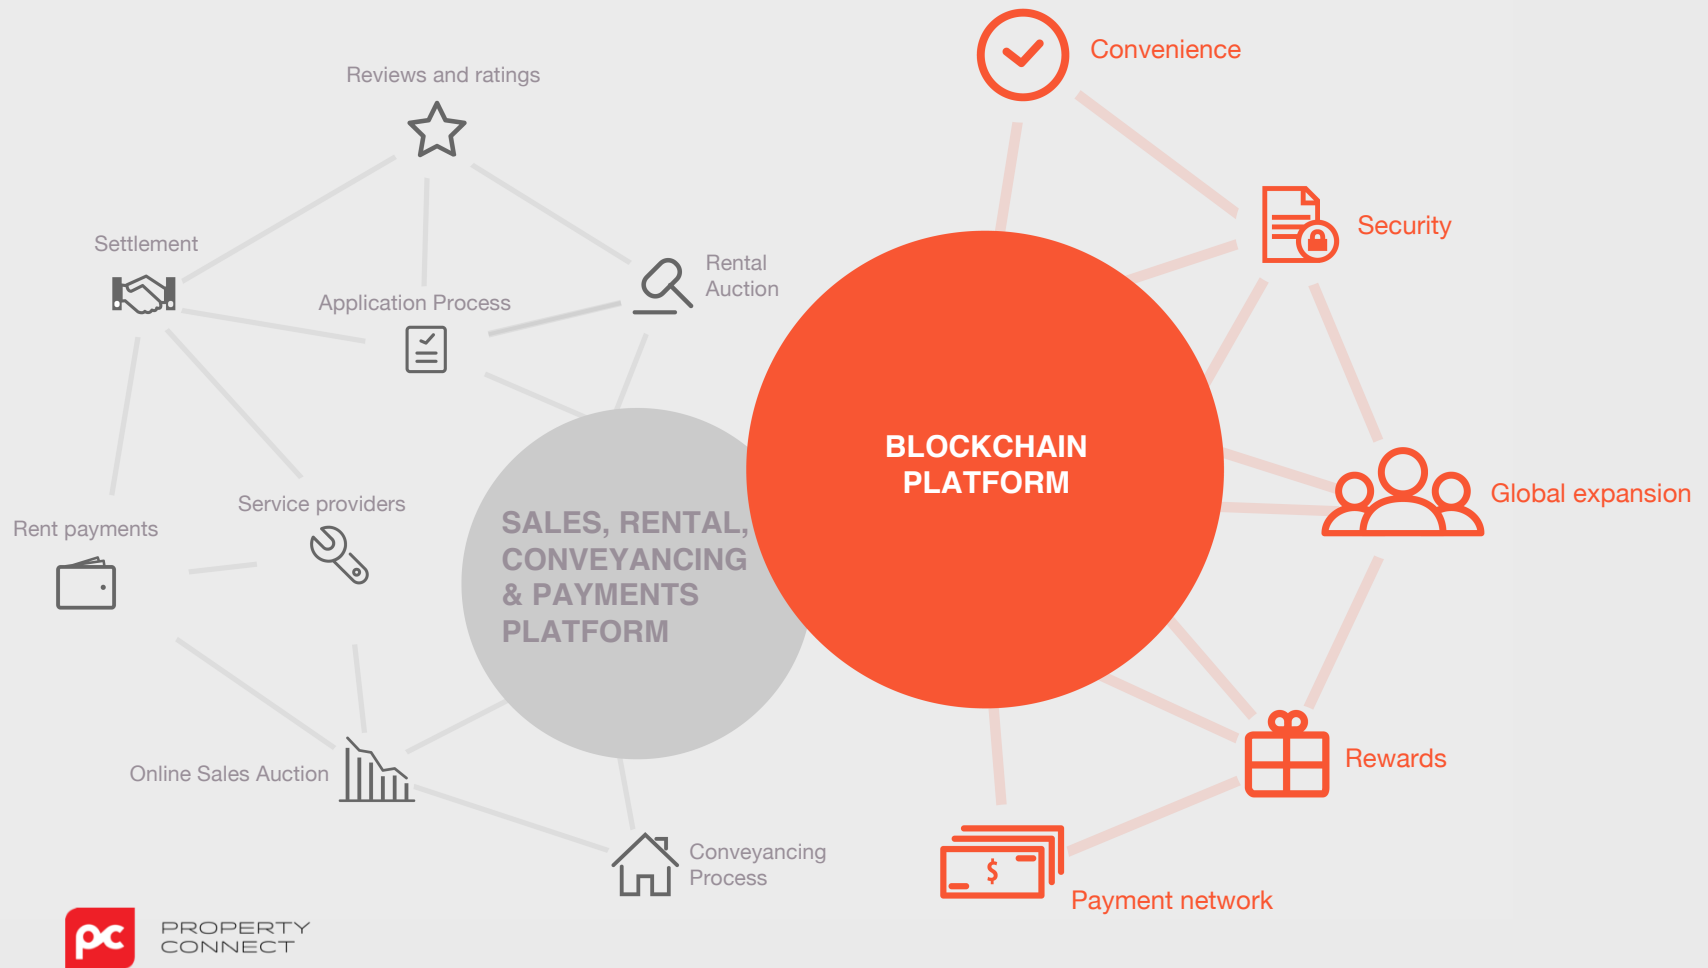 Convenience
Reviews and ratings
Security
Settlement
Rental
Auction
Application Process
BLOCKCHAIN
PLATFORM
Global expansion
Service providers
Rent payments
SALES, RENTAL,
CONVEYANCING
& PAYMENTS
PLATFORM
Rewards
Online Sales Auction
$
Conveyancing
Process
Payment network
pc
PROPERTY
CONNECT